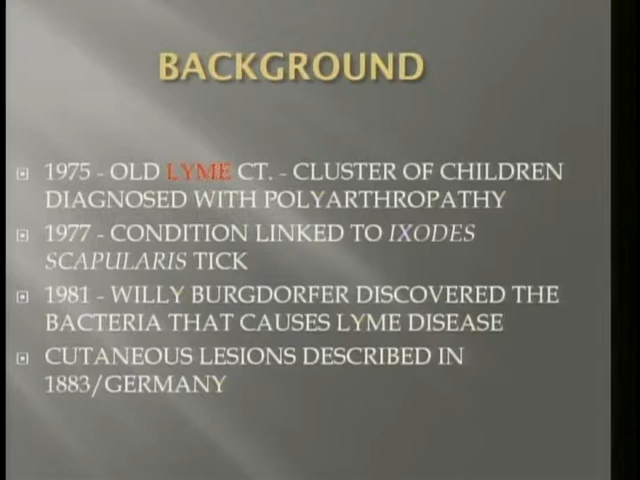 BACKGROUND
1975 - OLD LYME CT. - CLUSTER OF CHILDREN
DIAGNOSED WITH POLYARTHROPATHY
1977 - CONDITION LINKED TO IXODES
SCAPULARIS TICK
1981 - WILLY BURGDORFER DISCOVERED THE
BACTERIA THAT CAUSES LYME DISEASE
CUTANEOUS LESIONS DESCRIBED IN
1883/GERMANY